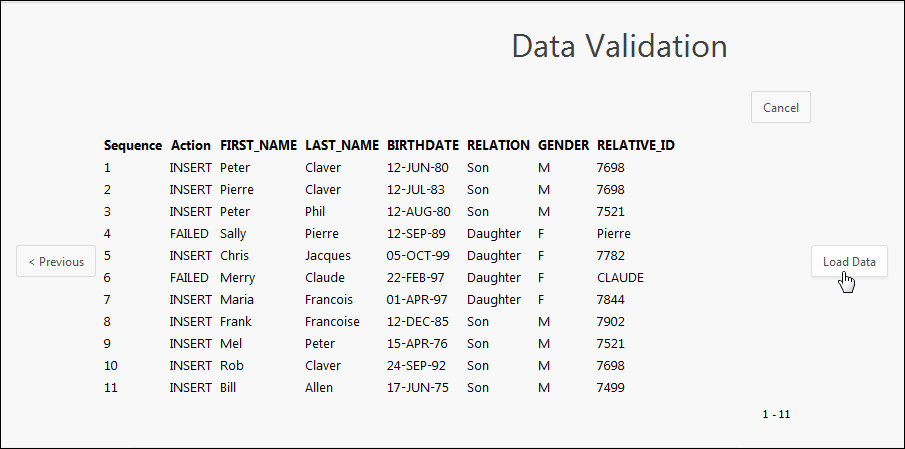 Data Validation
Cancel
Sequence Action FIRST_NAME LAST_NAME BIRTHDATE RELATION GENDER RELATIVE_ID
1 INSERT Peter Claver 12-JUN-80 Son M 7698
2 INSERT Pierre Claver 12-JUL-83 Son M 7698
3 INSERT Peter Phil 12-AUG-80 Son M 7521
4 FAILED Sally Pierre 12-SEP-89 Daughter F Pierre
5 INSERT Chris Jacques 05-OCT-99 Daughter F 7782
< Previous
Load Data
6 FAILED Merry Claude 22-FEB-97 Daughter F CLAUDE
7 INSERT Maria Francois 01-APR-97 Daughter F 7844
8 INSERT Frank Francoise 12-DEC-85 Son M 7902
9 INSERT Mel Peter 15-APR-76 Son M 7521
10 INSERT Rob Claver 24-SEP-92 Son M 7698
11 INSERT Bill Allen 17-JUN-75 Son M 7499
1 - 11